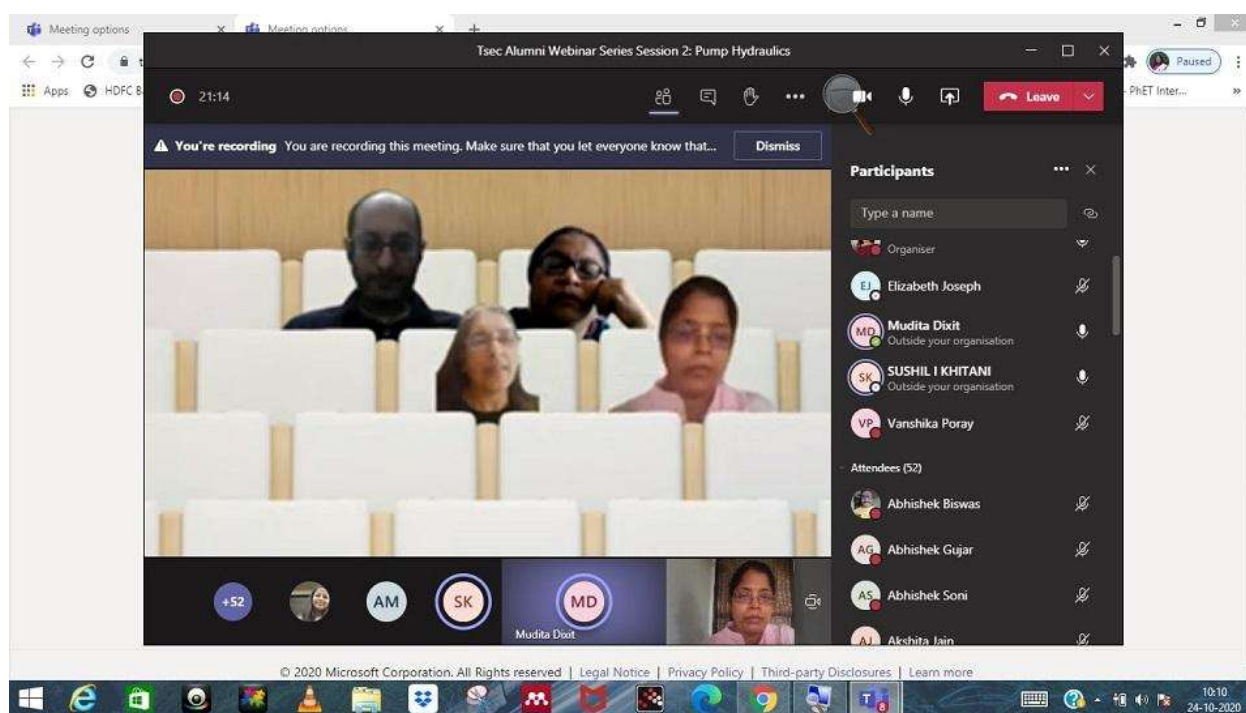 Meeting options
Meeting options
Tsec Alumni Webinar Series Session 2: Pump Hydraulics
Paused
Apps
HDFC B
PhET Inter...
21:14
Leave
You're recording You are recording this meeting. Make sure that you let everyone know that...
Dismiss
Participants
Type a name
Organiser
EJ Elizabeth Joseph
MD Mudita Dixit
Outside your organisation
SK SUSHIL I KHITANI
Outside your organisation
VP Vanshika Poray
Attendees (52)
Abhishek Biswas
AG Abhishek Gujar
AS Abhishek Soni
AJ Akshita Jain
+52
AM
SK
MD
Mudita Dixit
© 2020 Microsoft Corporation. All Rights reserved | Legal Notice | Privacy Policy | Third-party Disclosures | Learn more
10:10
24-10-2020